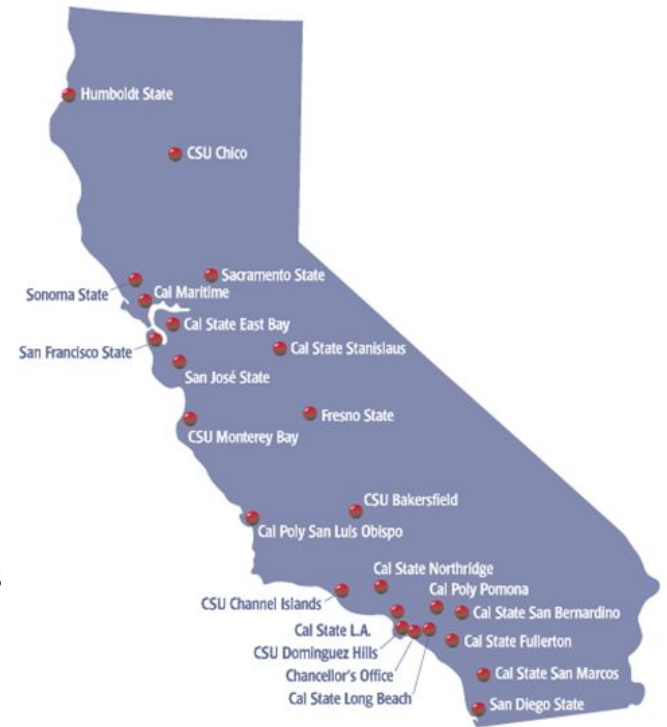 Humboldt State
CSU Chico
Sacramento State
Sonoma State
Cal Maritime
Cal State East Bay
San Francisco State
Cal State Stanislaus
San José State
Fresno State
CSU Monterey Bay
CSU Bakersfield
Cal Poly San Luis Obispo
Cal State Northridge
Cal Poly Pomona
CSU Channel Islands
Cal State San Bernardino
Cal State L.A.
Cal State Fullerton
CSU Dominguez Hills
Chancellor's Office
Cal State San Marcos
Cal State Long Beach
San Diego State